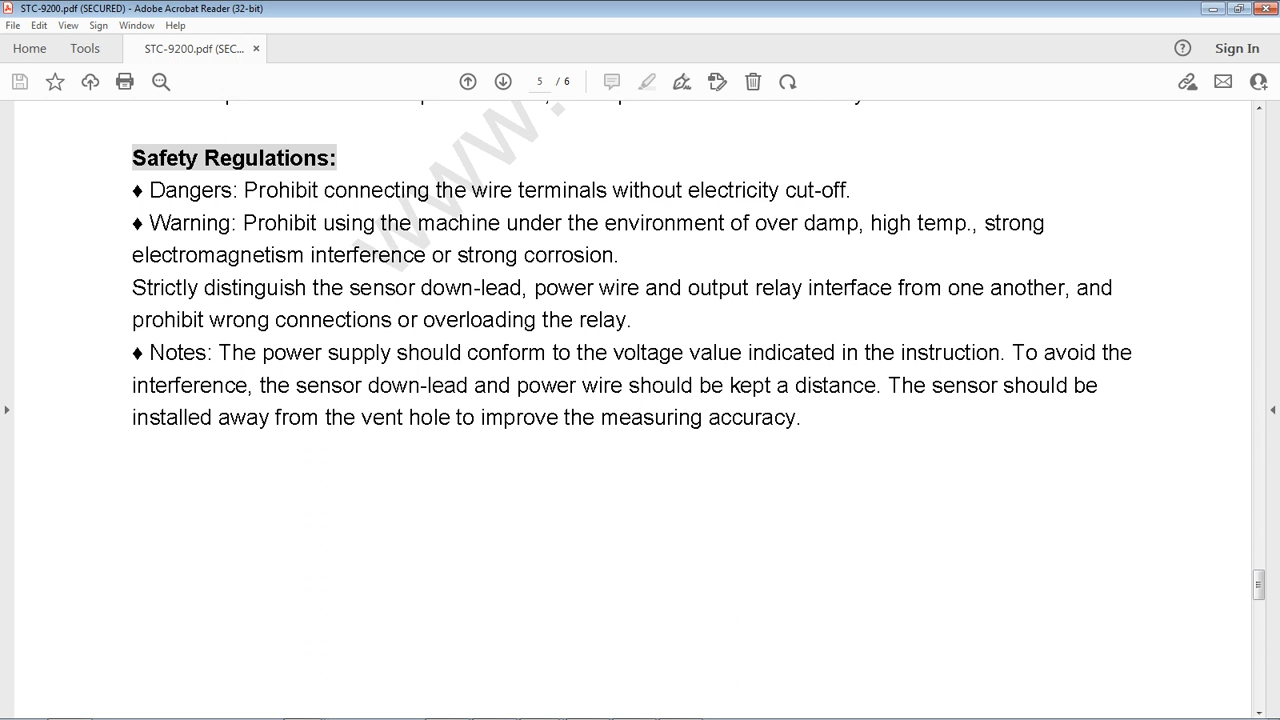 STC-9200.pdf (SECURED) - Adobe Acrobat Reader (32-bit)
File Edit View Sign Window Help
Home Tools STC-9200.pdf (SEC... × Sign In
5 / 6
www.
Safety Regulations:
♦ Dangers: Prohibit connecting the wire terminals without electricity cut-off.
♦ Warning: Prohibit using the machine under the environment of over damp, high temp., strong
electromagnetism interference or strong corrosion.
Strictly distinguish the sensor down-lead, power wire and output relay interface from one another, and
prohibit wrong connections or overloading the relay.
♦ Notes: The power supply should conform to the voltage value indicated in the instruction. To avoid the
interference, the sensor down-lead and power wire should be kept a distance. The sensor should be
installed away from the vent hole to improve the measuring accuracy.